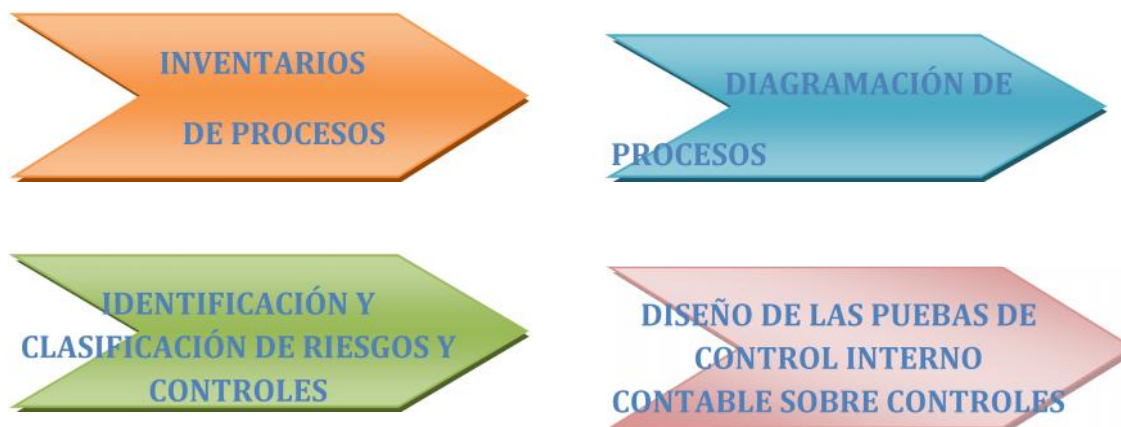 INVENTARIOS
DE PROCESOS
DIAGRAMACIÓN DE
PROCESOS
IDENTIFICACIÓN Y
CLASIFICACIÓN DE RIESGOS Y
CONTROLES
DISEÑO DE LAS PUEBAS DE
CONTROL INTERNO
CONTABLE SOBRE CONTROLES